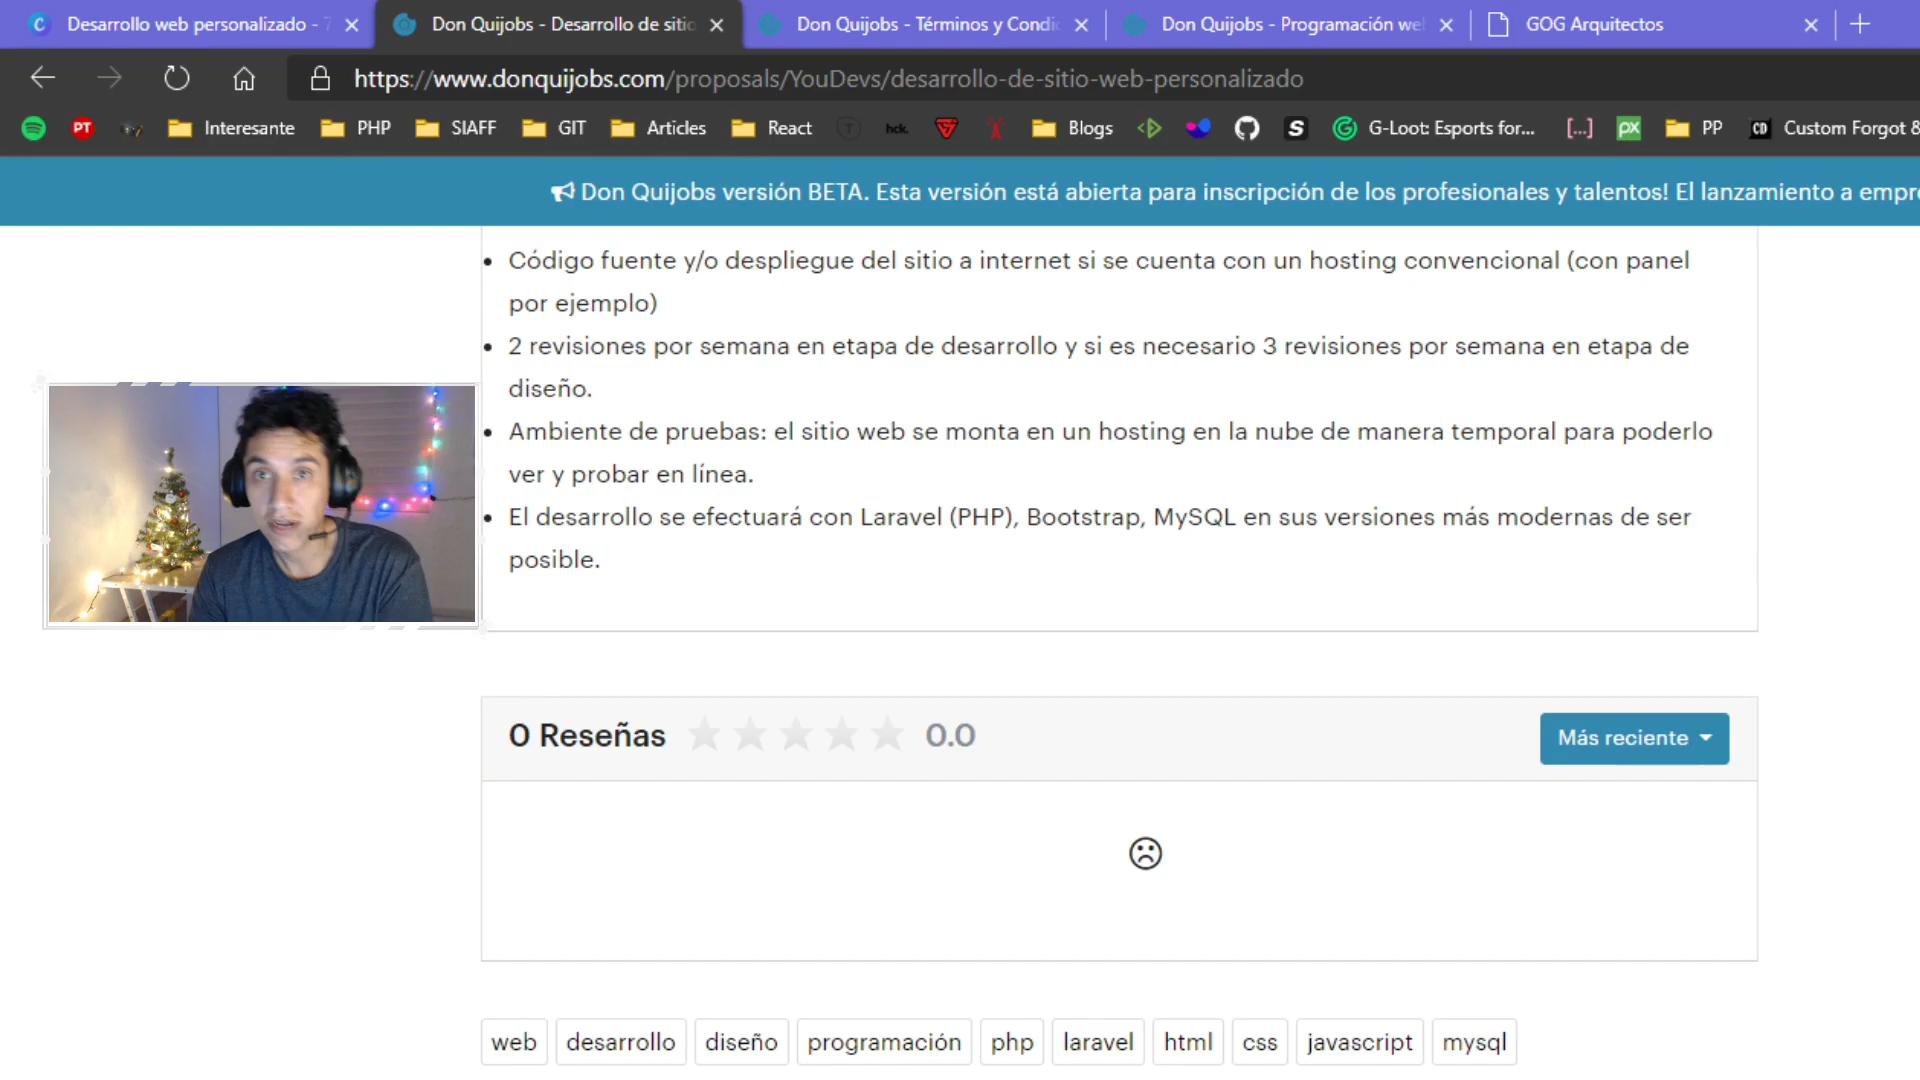 Desarrollo web personalizado -
Don Quijobs - Desarrollo de sitio
Don Quijobs - Términos y Condi
Don Quijobs - Programación we
GOG Arquitectos
https://www.donquijobs.com/proposals/YouDevs/desarrollo-de-sitio-web-personalizado
PT
Interesante
PHP
SIAFF
GIT
Articles
React
T
hck.
Blogs
S
G-Loot: Esports for...
[...]
px
PP
CD
Custom Forgot &
Don Quijobs versión BETA. Esta versión está abierta para inscripción de los profesionales y talentos! El lanzamiento a empre
• Código fuente y/o despliegue del sitio a internet si se cuenta con un hosting convencional (con panel
por ejemplo)
• 2 revisiones por semana en etapa de desarrollo y si es necesario 3 revisiones por semana en etapa de
diseño.
• Ambiente de pruebas: el sitio web se monta en un hosting en la nube de manera temporal para poderlo
ver y probar en línea.
• El desarrollo se efectuará con Laravel (PHP), Bootstrap, MySQL en sus versiones más modernas de ser
posible.
0 Reseñas 0.0
Más reciente
web desarrollo diseño programación php laravel html css javascript mysql